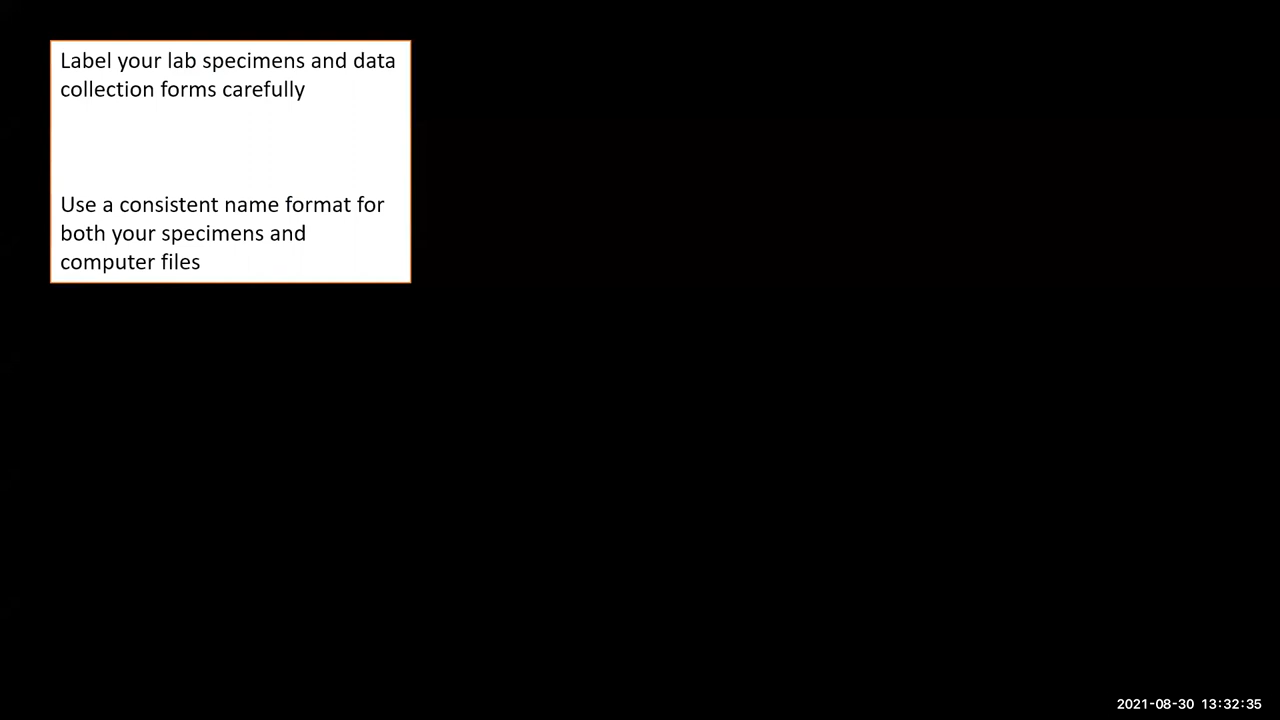 Label your lab specimens and data
collection forms carefully
Use a consistent name format for
both your specimens and
computer files
2021-08-30 13:32:35